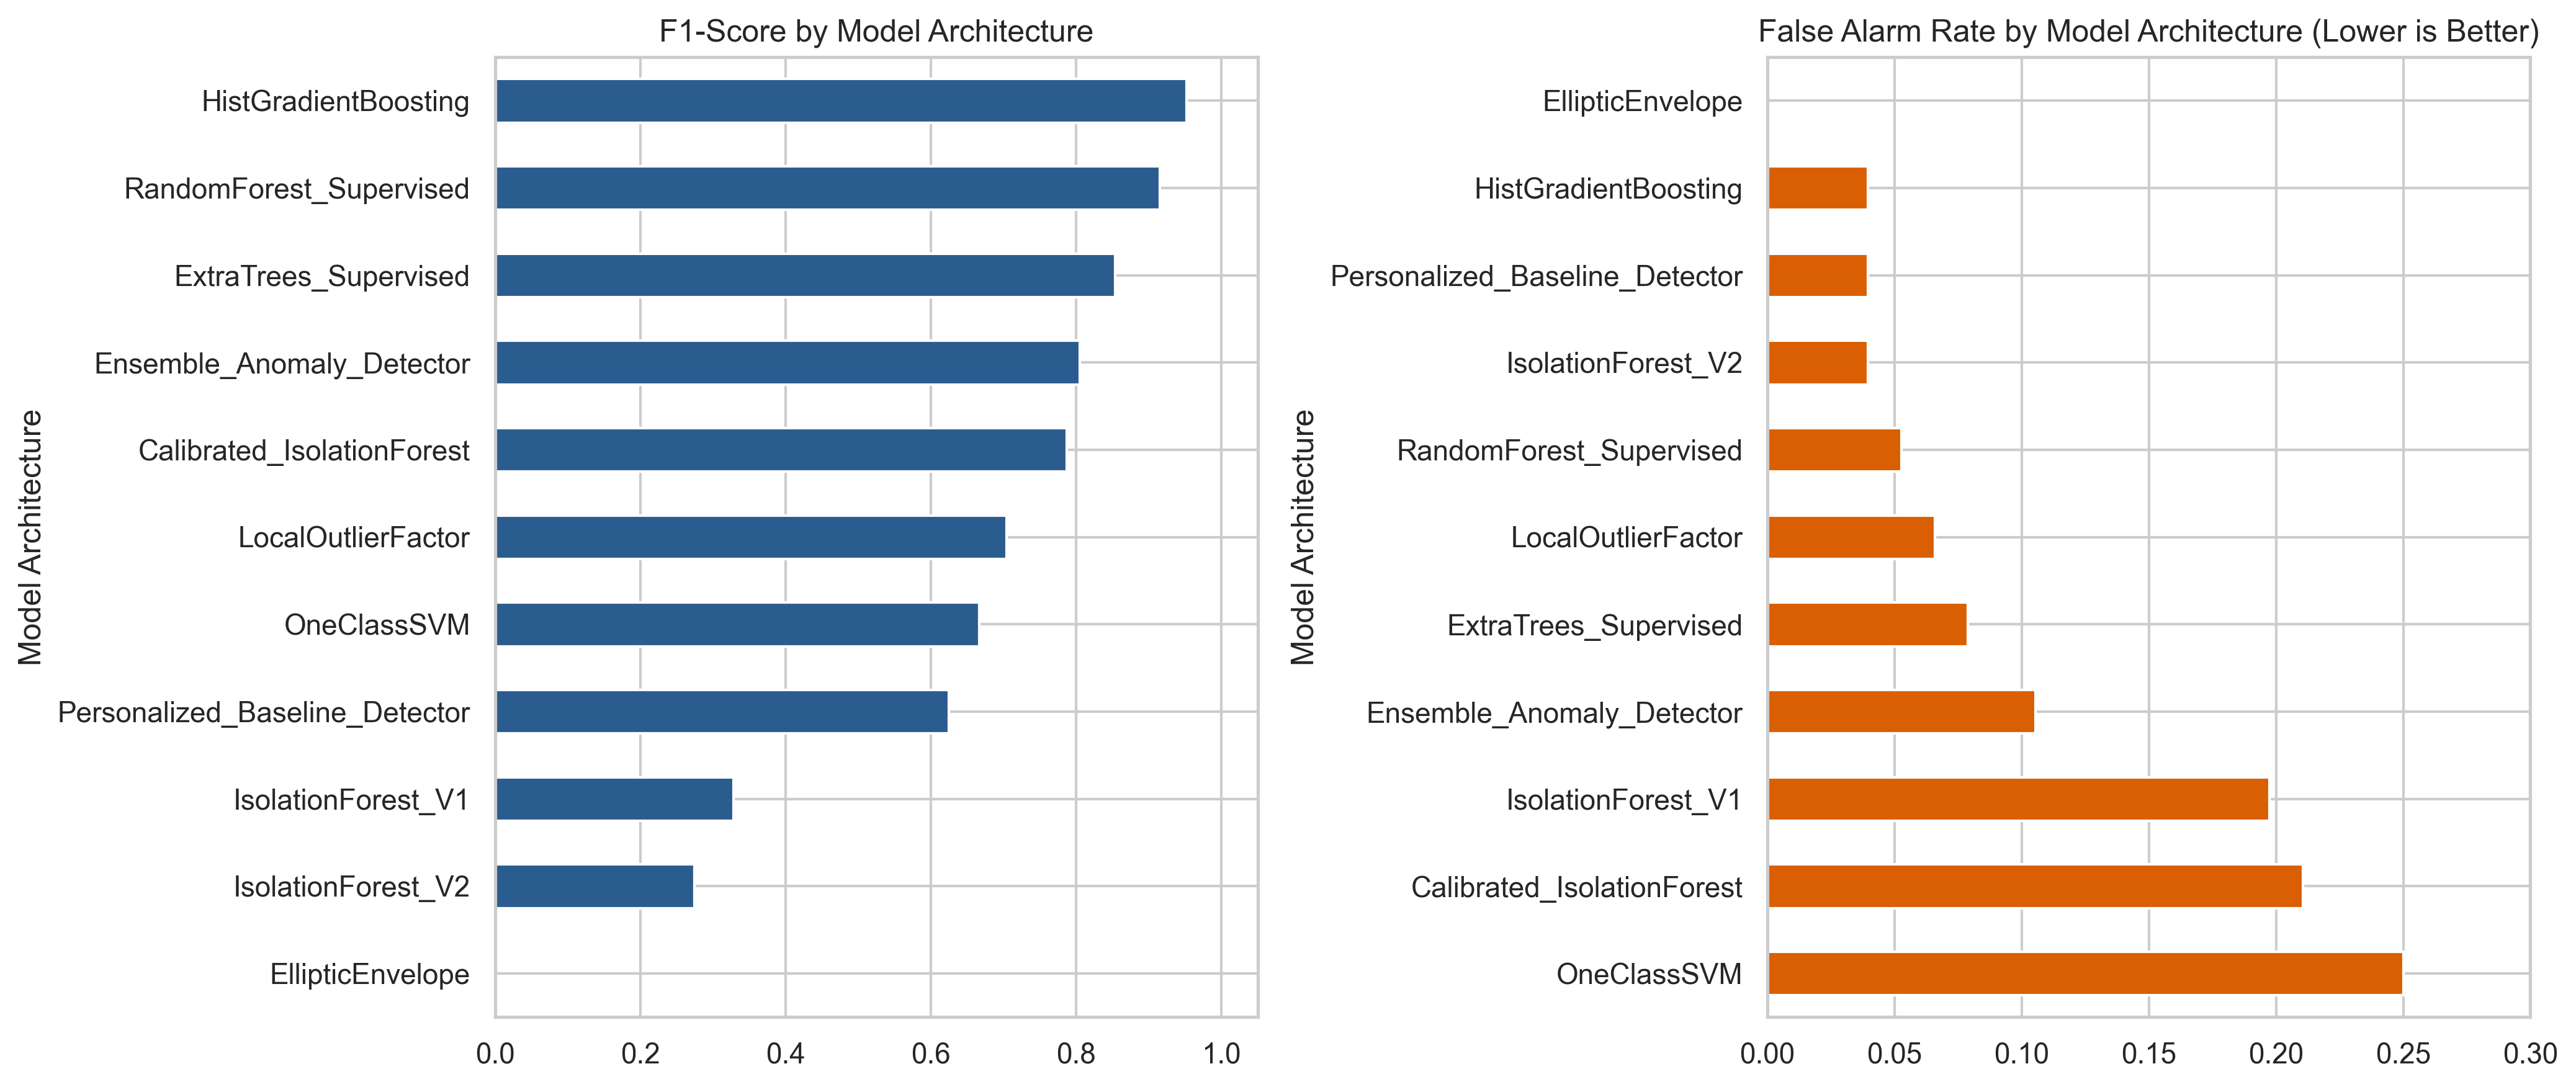 F1-Score by Model Architecture
Model Architecture
HistGradientBoosting
RandomForest_Supervised
ExtraTrees_Supervised
Ensemble_Anomaly_Detector
Calibrated_IsolationForest
LocalOutlierFactor
OneClassSVM
Personalized_Baseline_Detector
IsolationForest_V1
IsolationForest_V2
EllipticEnvelope
0.0 0.2 0.4 0.6 0.8 1.0
False Alarm Rate by Model Architecture (Lower is Better)
Model Architecture
EllipticEnvelope
HistGradientBoosting
Personalized_Baseline_Detector
IsolationForest_V2
RandomForest_Supervised
LocalOutlierFactor
ExtraTrees_Supervised
Ensemble_Anomaly_Detector
IsolationForest_V1
Calibrated_IsolationForest
OneClassSVM
0.00 0.05 0.10 0.15 0.20 0.25 0.30